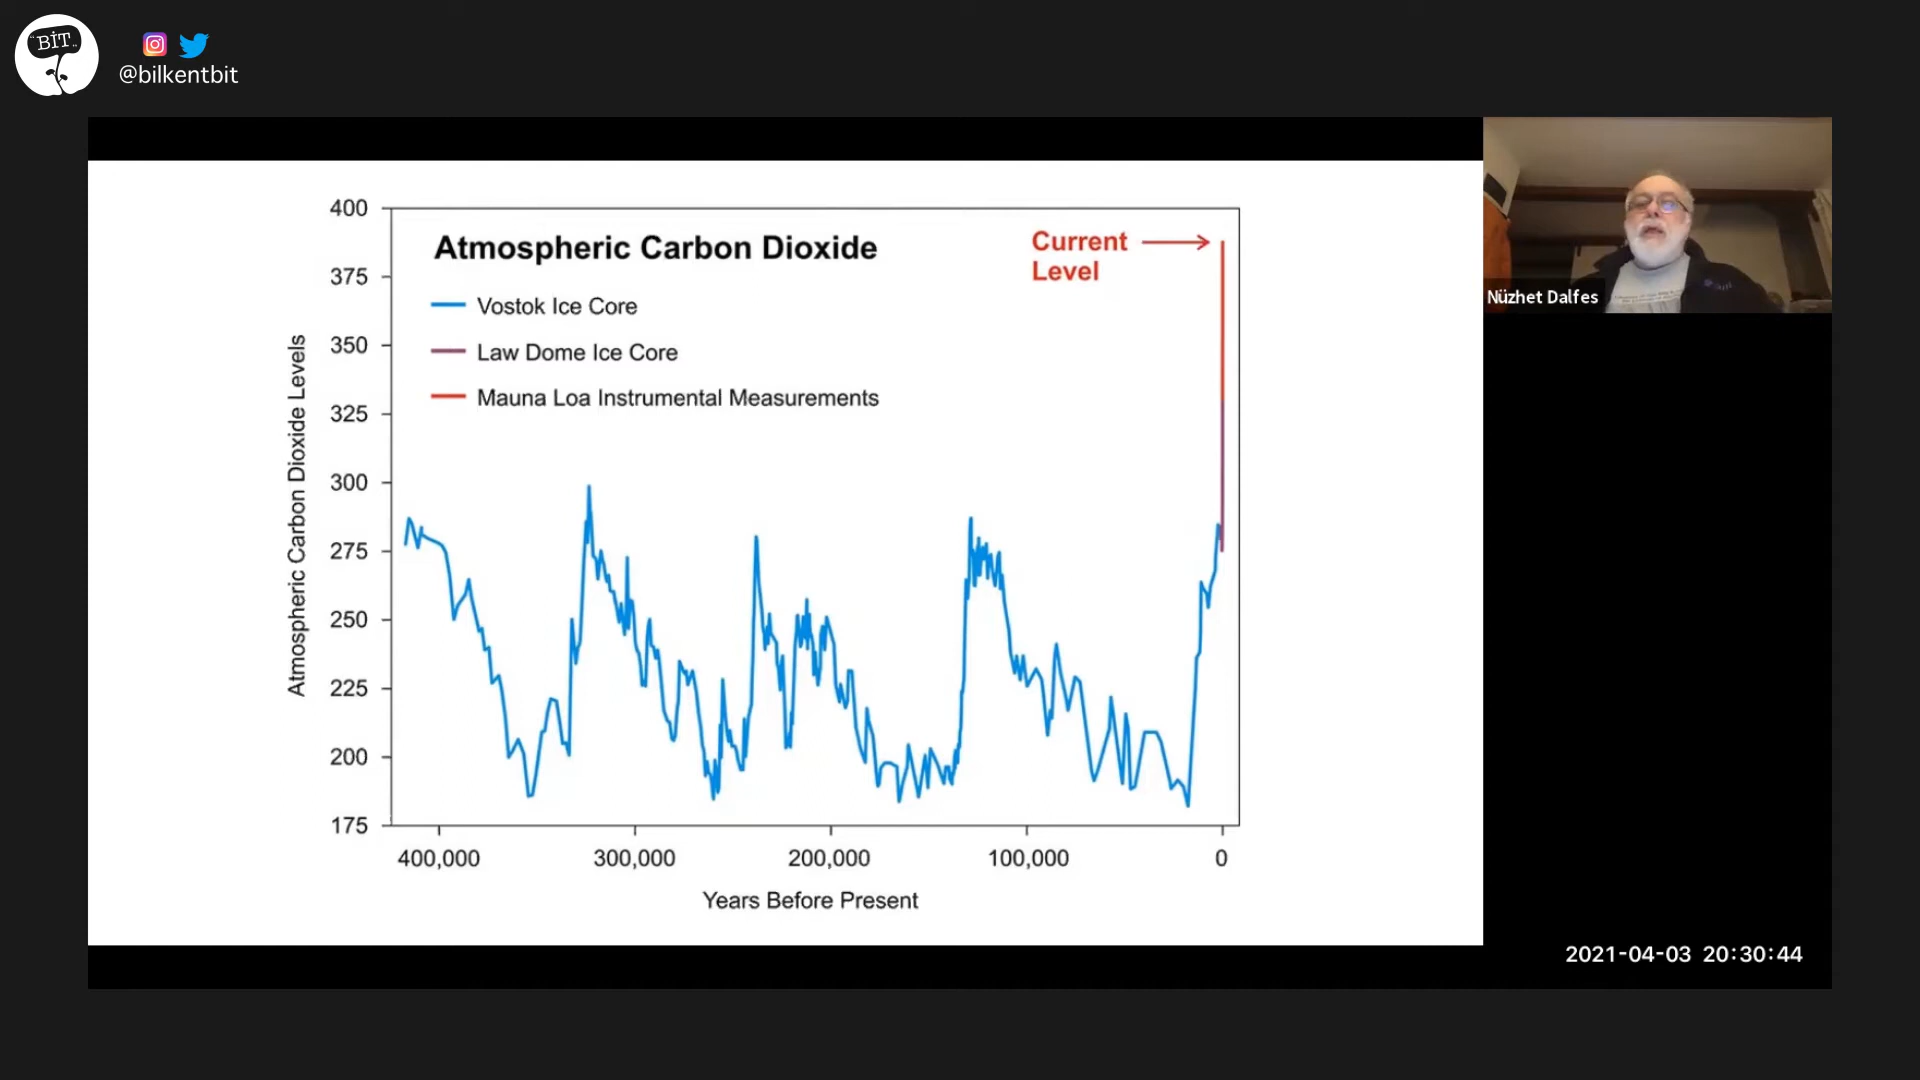 BİT
@bilkentbit
Atmospheric Carbon Dioxide
Vostok Ice Core
Law Dome Ice Core
Mauna Loa Instrumental Measurements
Current
Level
Atmospheric Carbon Dioxide Levels
400
375
350
325
300
275
250
225
200
175
400,000
300,000
200,000
100,000
0
Years Before Present
Nüzhet Dalfes
2021-04-03 20:30:44